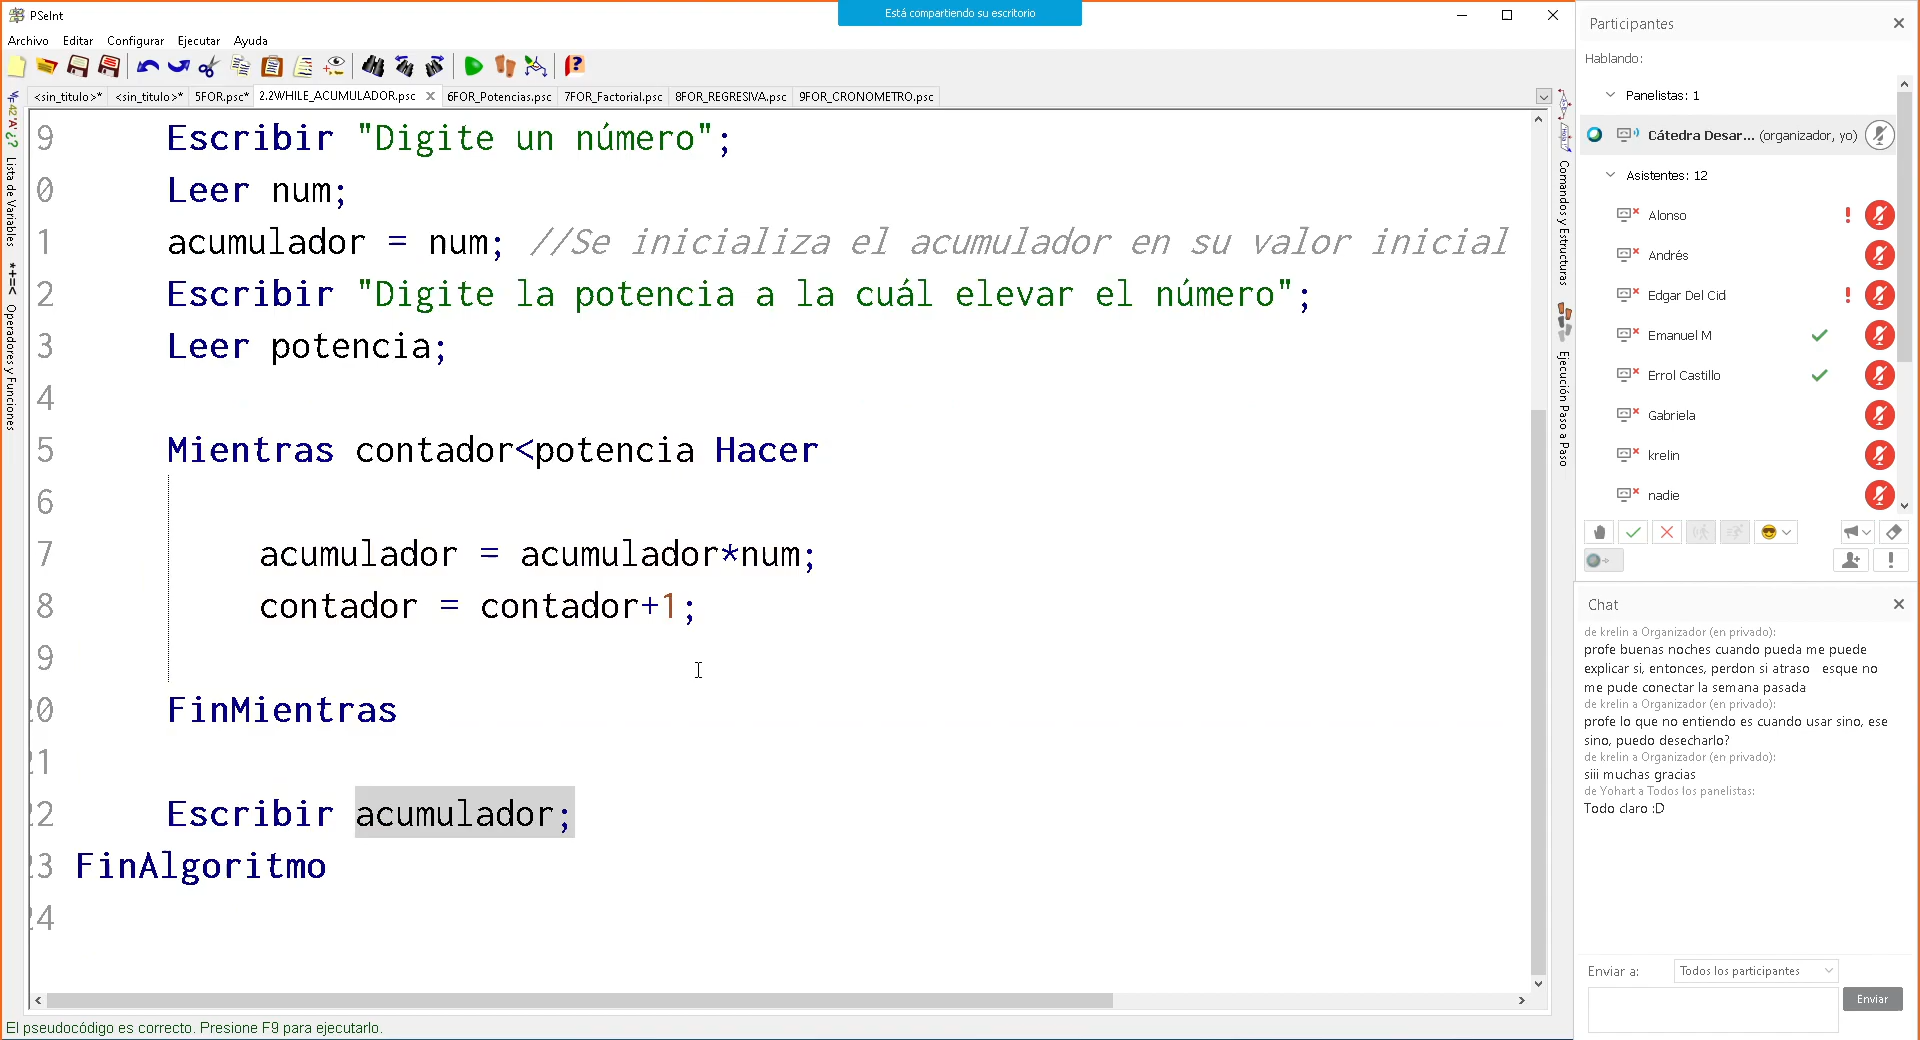 PSeInt
Está compartiendo su escritorio
Archivo Editar Configurar Ejecutar Ayuda
<sin_titulo>* <sin_titulo>* 5FOR.psc* 2.2WHILE_ACUMULADOR.psc 6FOR_Potencias.psc 7FOR_Factorial.psc 8FOR_REGRESIVA.psc 9FOR_CRONOMETRO.psc
Lista de Variables
*+=< Operadores y Funciones
9 Escribir "Digite un número";
0 Leer num;
1 acumulador = num; //Se inicializa el acumulador en su valor inicial
2 Escribir "Digite la potencia a la cuál elevar el número";
3 Leer potencia;
4
5 Mientras contador<potencia Hacer
6
7 acumulador = acumulador*num;
8 contador = contador+1;
9
20 FinMientras
21
22 Escribir acumulador;
23 FinAlgoritmo
24
Comandos y Estructuras
Ejecución Paso a Paso
El pseudocódigo es correcto. Presione F9 para ejecutarlo.
Participantes
Hablando:
Panelistas: 1
Cátedra Desar... (organizador, yo)
Asistentes: 12
Alonso
Andrés
Edgar Del Cid
Emanuel M
Errol Castillo
Gabriela
krelin
nadie
Chat
de krelin a Organizador (en privado):
profe buenas noches cuando pueda me puede
explicar si, entonces, perdon si atraso esque no
me pude conectar la semana pasada
de krelin a Organizador (en privado):
profe lo que no entiendo es cuando usar sino, ese
sino, puedo desecharlo?
de krelin a Organizador (en privado):
siii muchas gracias
de Yohart a Todos los panelistas:
Todo claro :D
Enviar a: Todos los participantes
Enviar